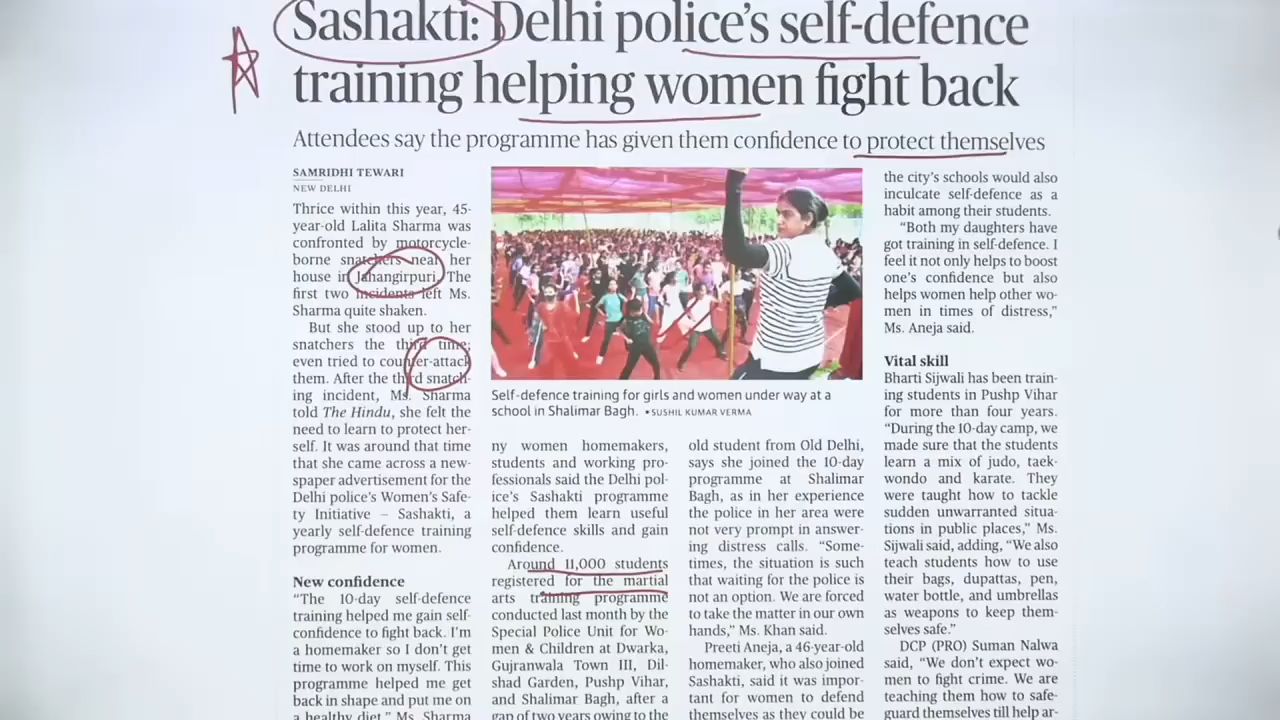 Sashakti: Delhi police's self-defence
training helping women fight back
Attendees say the programme has given them confidence to protect themselves
SAMRIDHI TEWARI
NEW DELHI
Thrice within this year, 45-
year-old Lalita Sharma was
confronted by motorcycle-
borne snatchers near her
house in Jahangirpuri. The
first two incidents left Ms.
Sharma quite shaken.
But she stood up to her
snatchers the third time;
even tried to counter-attack
them. After the third snatch-
ing incident, Ms. Sharma
told The Hindu, she felt the
need to learn to protect her-
self. It was around that time
that she came across a new-
spaper advertisement for the
Delhi police's Women's Safe-
ty Initiative – Sashakti, a
yearly self-defence training
programme for women.
New confidence
"The 10-day self-defence
training helped me gain self-
confidence to fight back. I'm
a homemaker so I don't get
time to work on myself. This
programme helped me get
back in shape and put me on
a healthy diet," Ms. Sharma
Self-defence training for girls and women under way at a
school in Shalimar Bagh. •SUSHIL KUMAR VERMA
ny women homemakers,
students and working pro-
fessionals said the Delhi pol-
ice's Sashakti programme
helped them learn useful
self-defence skills and gain
confidence.
Around 11,000 students
registered for the martial
arts training programme
conducted last month by the
Special Police Unit for Wo-
men & Children at Dwarka,
Gujranwala Town III, Dil-
shad Garden, Pushp Vihar,
and Shalimar Bagh, after a
gap of two years owing to the
old student from Old Delhi,
says she joined the 10-day
programme at Shalimar
Bagh, as in her experience
the police in her area were
not very prompt in answer-
ing distress calls. "Some-
times, the situation is such
that waiting for the police is
not an option. We are forced
to take the matter in our own
hands," Ms. Khan said.
Preeti Aneja, a 46-year-old
homemaker, who also joined
Sashakti, said it was impor-
tant for women to defend
themselves as they could be
the city's schools would also
inculcate self-defence as a
habit among their students.
"Both my daughters have
got training in self-defence. I
feel it not only helps to boost
one's confidence but also
helps women help other wo-
men in times of distress,"
Ms. Aneja said.
Vital skill
Bharti Sijwali has been train-
ing students in Pushp Vihar
for more than four years.
"During the 10-day camp, we
made sure that the students
learn a mix of judo, taek-
wondo and karate. They
were taught how to tackle
sudden unwanted situa-
tions in public places," Ms.
Sijwali said, adding, "We also
teach students how to use
their bags, dupattas, pen,
water bottle, and umbrellas
as weapons to keep them-
selves safe."
DCP (PRO) Suman Nalwa
said, "We don't expect wo-
men to fight crime. We are
teaching them how to safe-
guard themselves till help ar-